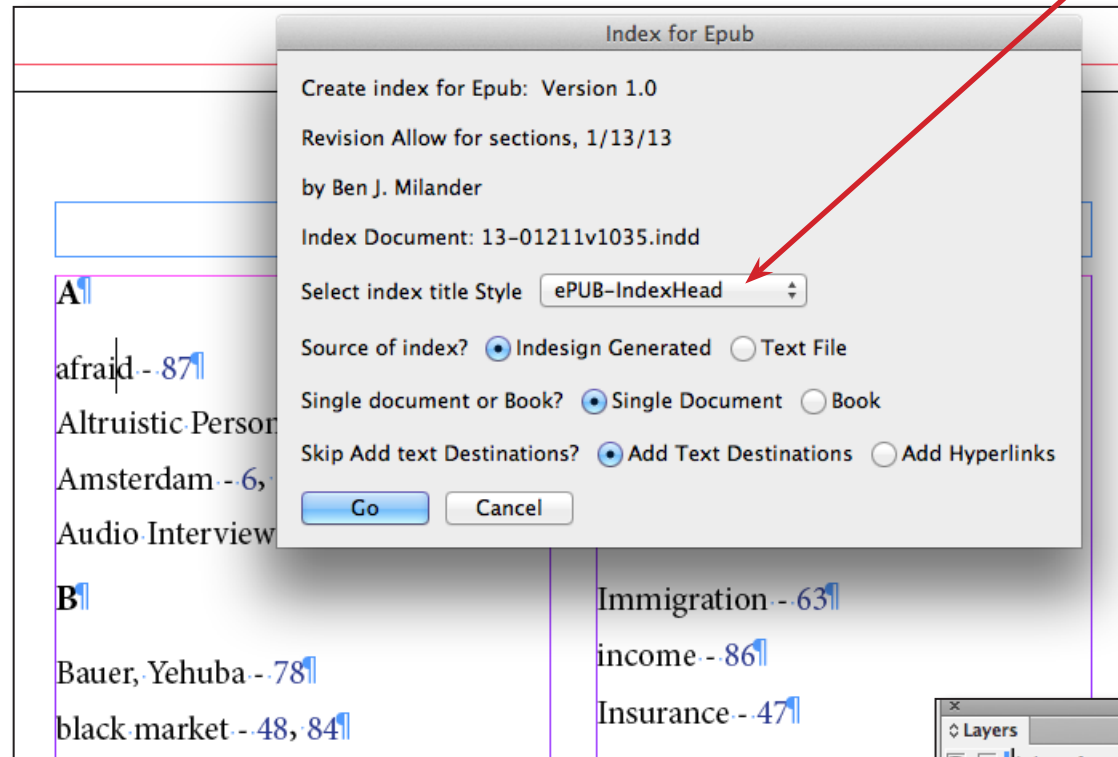 Index for Epub
Create index for Epub: Version 1.0
Revision Allow for sections, 1/13/13
by Ben J. Milander
Index Document: 13-01211v1035.indd
Select index title Style ePUB-IndexHead
Source of index? Indesign Generated Text File
Single document or Book? Single Document Book
Skip Add text Destinations? Add Text Destinations Add Hyperlinks
Go Cancel
A¶
afraid - 87¶
Altruistic Person
Amsterdam - 6,
Audio Interview
B¶
Bauer, Yehuba - 78¶
black market - 48, 84¶
Immigration - 63¶
income - 86¶
Insurance - 47¶
Layers